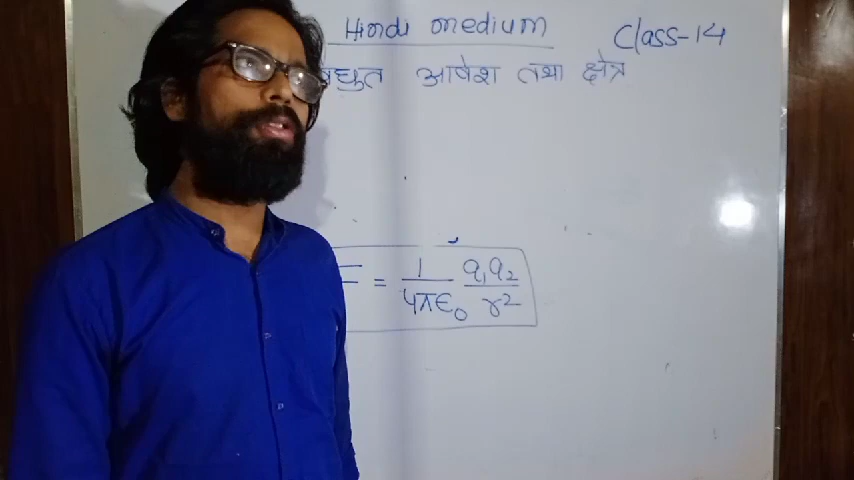 Hindi medium
Class-14
आवेश तथा क्षेत्र
= 1/4πε₀ q₁q₂/r²